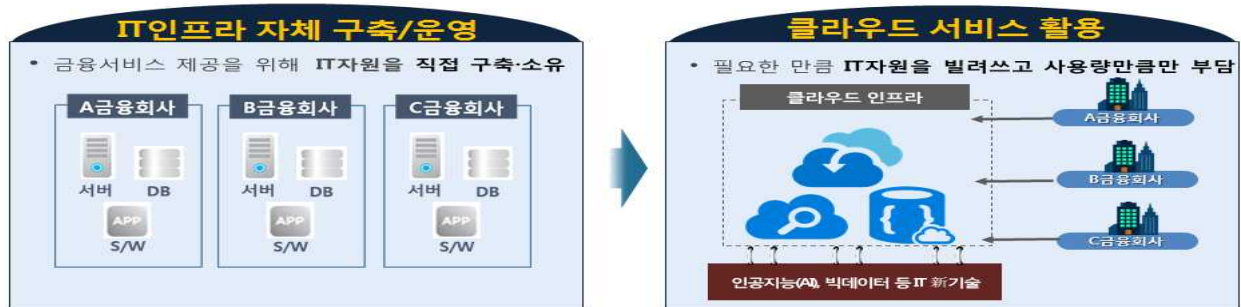 IT인프라 자체 구축/운영
• 금융서비스 제공을 위해 IT자원을 직접 구축·소유
A금융회사
B금융회사
C금융회사
서버 DB
서버 DB
서버 DB
APP
APP
APP
S/W
S/W
S/W
클라우드 서비스 활용
• 필요한 만큼 IT자원을 빌려쓰고 사용량만큼만 부담
클라우드 인프라
A금융회사
B금융회사
C금융회사
{ }
인공지능(AI), 빅데이터 등 IT 新기술